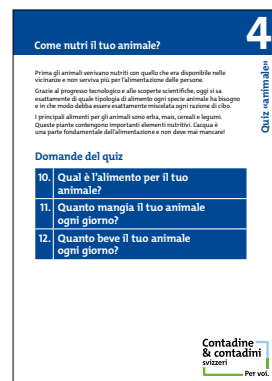 Come nutri il tuo animale?
4
Quiz «animale»
Prima gli animali venivano nutriti con quello che era disponibile nelle
vicinanze e non serviva più per l'alimentazione delle persone.
Grazie al progresso tecnologico e alle scoperte scientifiche, oggi si sa
esattamente di quale tipologia di alimento ogni specie animale ha bisogno
e in che modo debba essere esattamente miscelata ogni razione di cibo.
I principali alimenti per gli animali sono erba, mais, cereali e legumi.
Queste piante contengono importanti elementi nutritivi. L'acqua è
una parte fondamentale dell'alimentazione e non deve mai mancare!
Domande del quiz
10. Qual è l'alimento per il tuo
animale?
11. Quanto mangia il tuo animale
ogni giorno?
12. Quanto beve il tuo animale
ogni giorno?
Contadine
& contadini
svizzeri
Per voi.